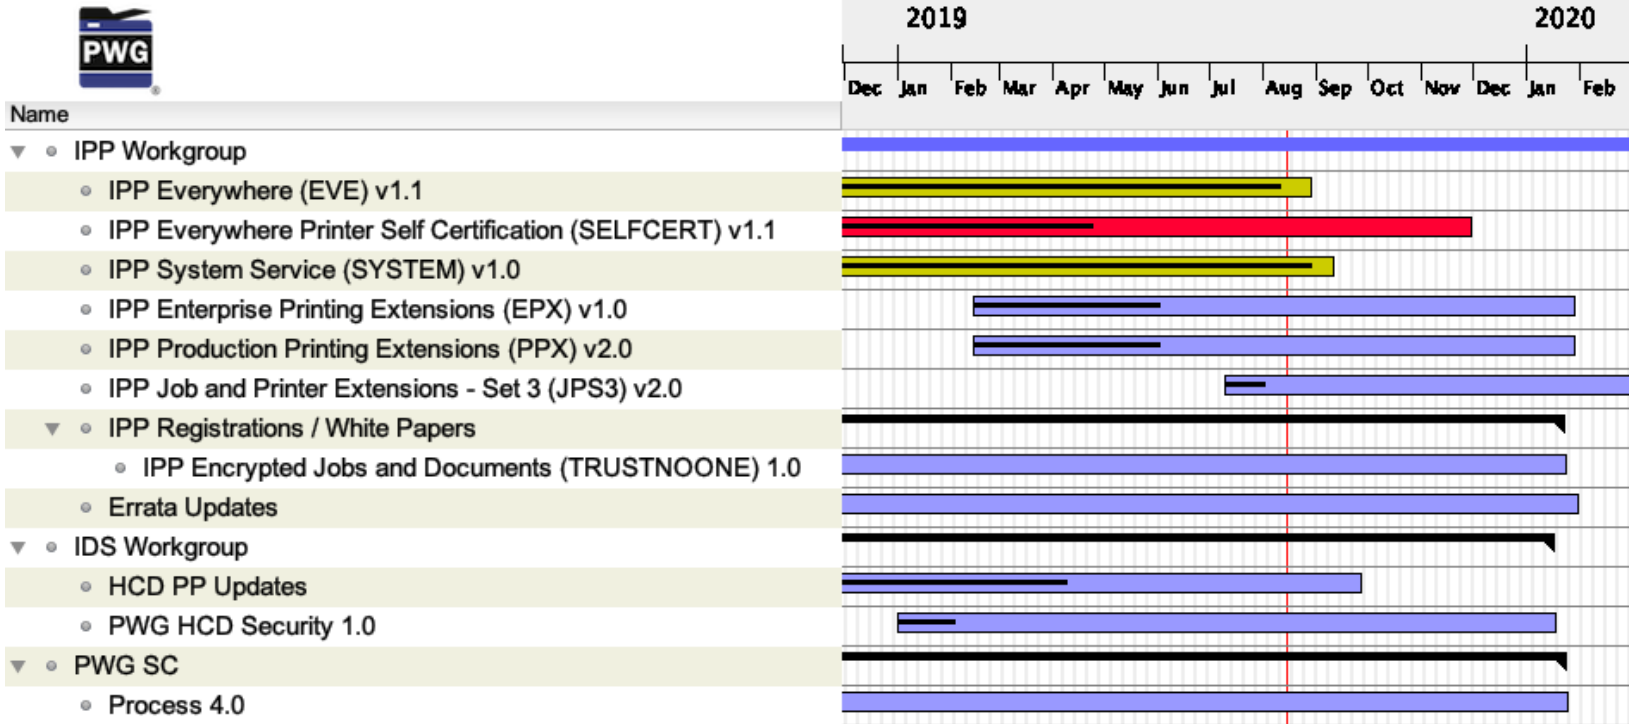 PWG
®
2019 2020
Dec Jan Feb Mar Apr May Jun Jul Aug Sep Oct Nov Dec Jan Feb
Name
IPP Workgroup
IPP Everywhere (EVE) v1.1
IPP Everywhere Printer Self Certification (SELFCERT) v1.1
IPP System Service (SYSTEM) v1.0
IPP Enterprise Printing Extensions (EPX) v1.0
IPP Production Printing Extensions (PPX) v2.0
IPP Job and Printer Extensions - Set 3 (JPS3) v2.0
IPP Registrations / White Papers
IPP Encrypted Jobs and Documents (TRUSTNOONE) 1.0
Errata Updates
IDS Workgroup
HCD PP Updates
PWG HCD Security 1.0
PWG SC
Process 4.0